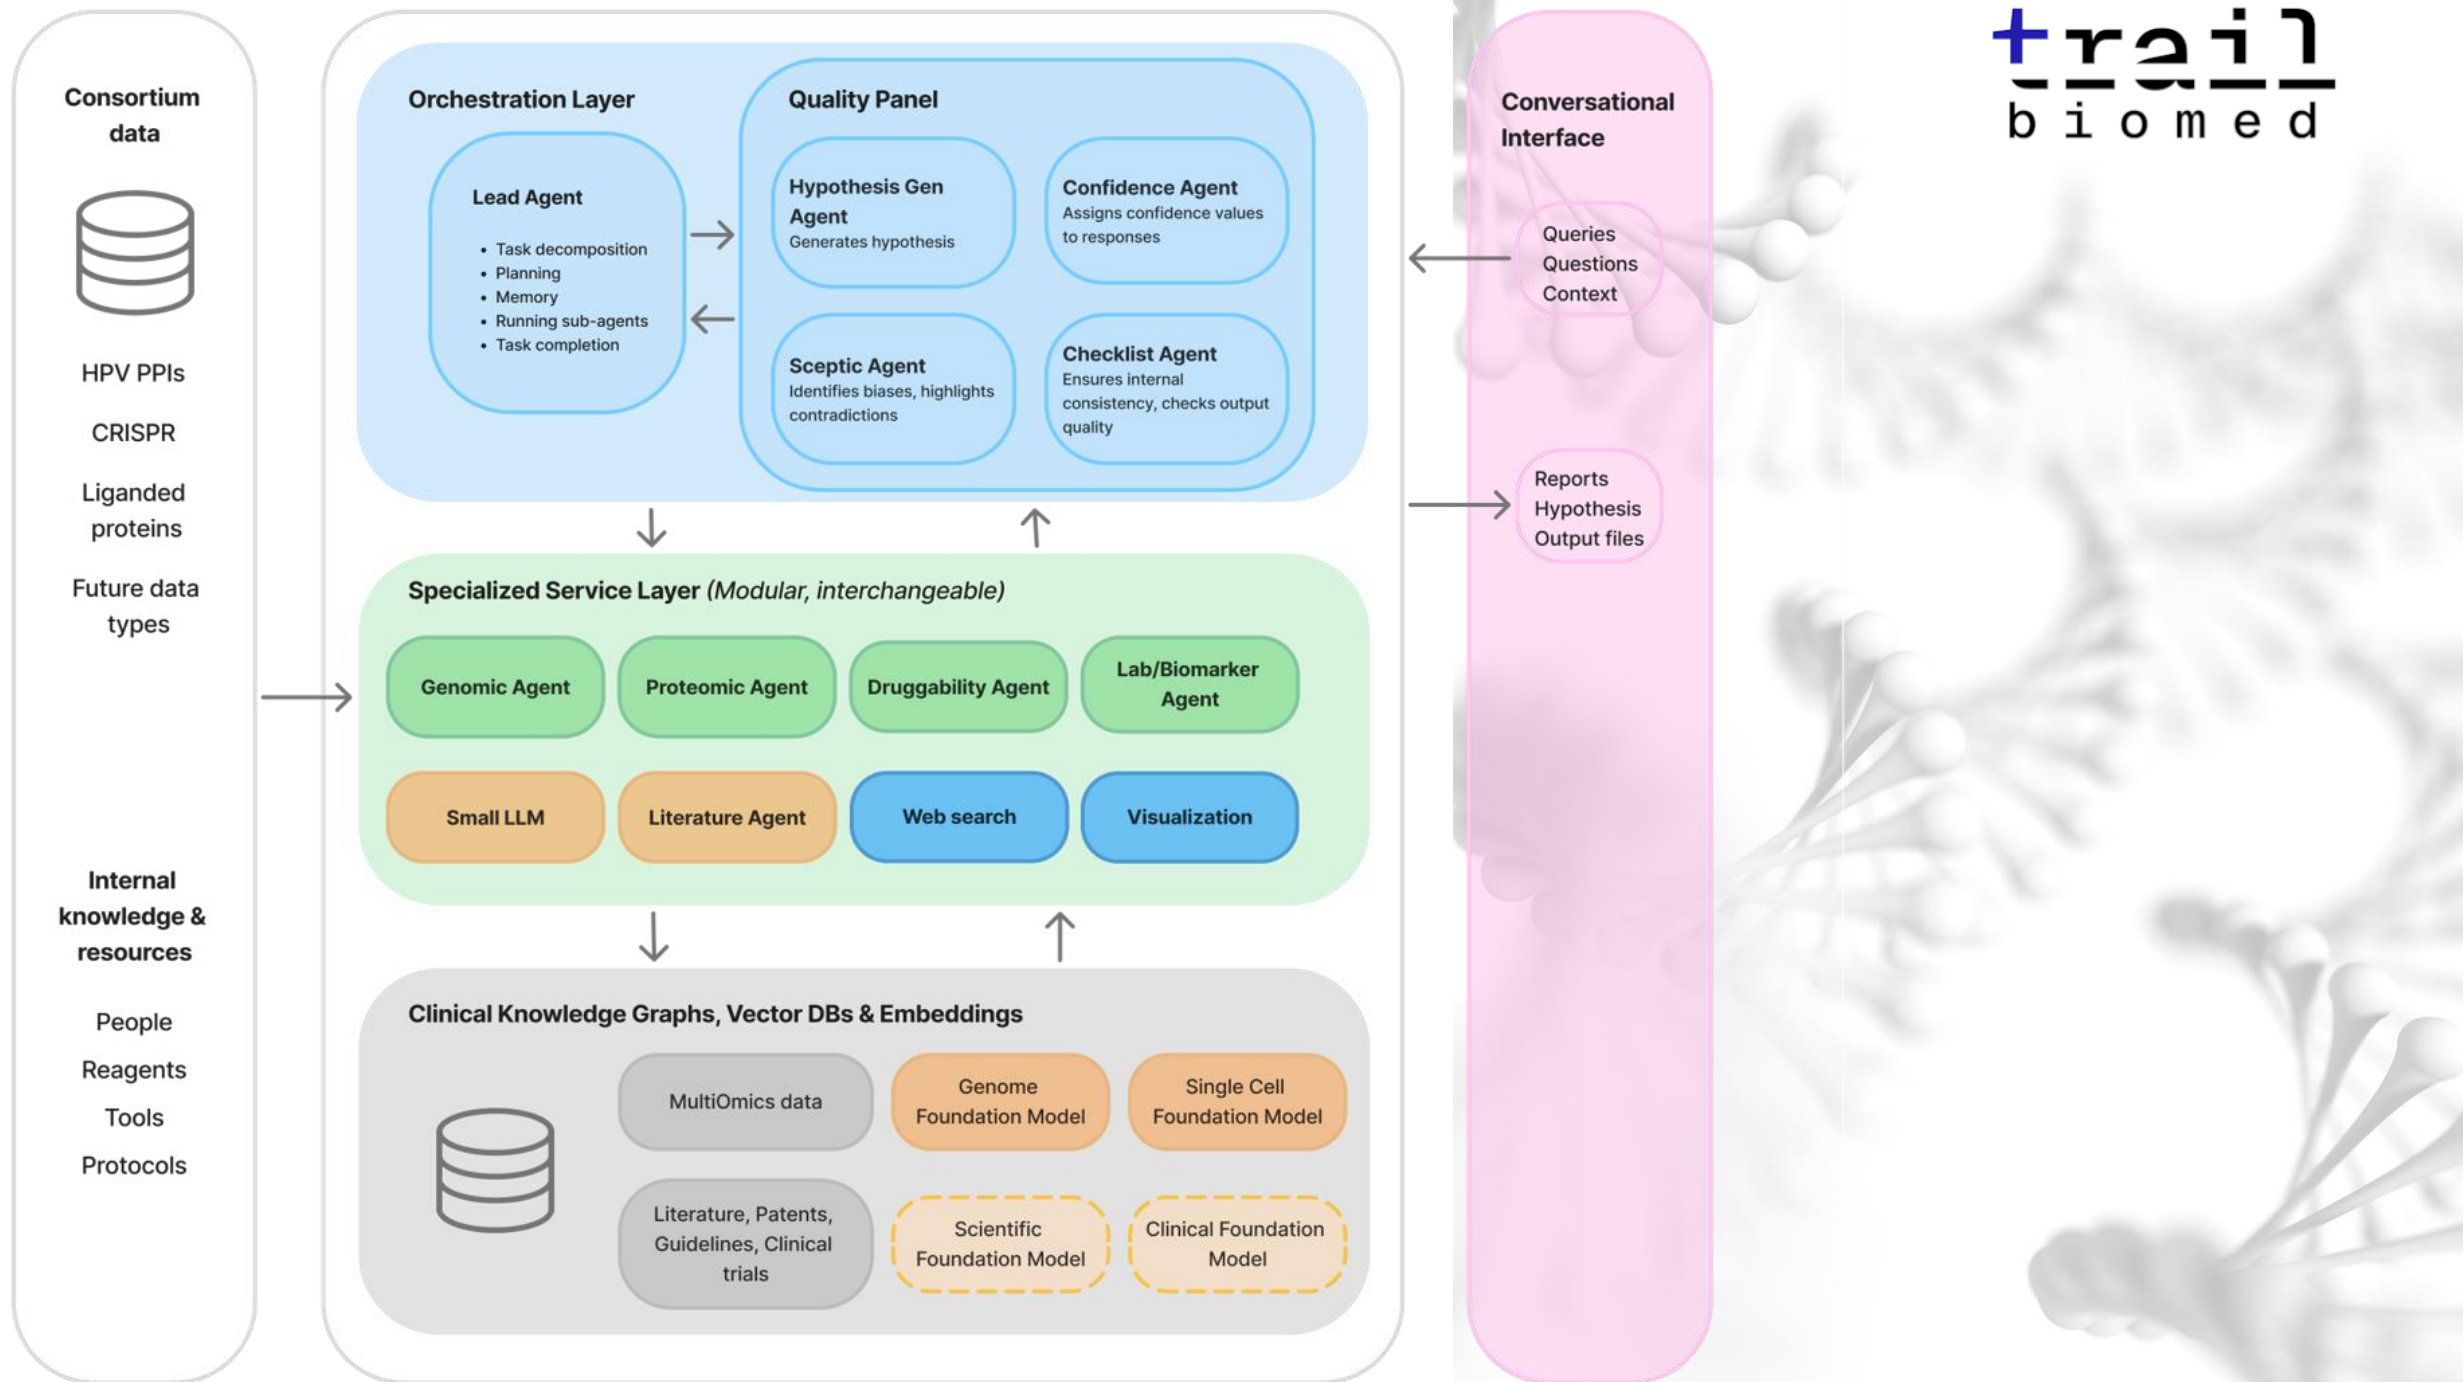 Consortium
data
HPV PPIs
CRISPR
Liganded
proteins
Future data
types
Internal
knowledge &
resources
People
Reagents
Tools
Protocols
Orchestration Layer
Lead Agent
• Task decomposition
• Planning
• Memory
• Running sub-agents
• Task completion
Quality Panel
Hypothesis Gen
Agent
Generates hypothesis
Confidence Agent
Assigns confidence values
to responses
Sceptic Agent
Identifies biases, highlights
contradictions
Checklist Agent
Ensures internal
consistency, checks output
quality
Specialized Service Layer (Modular, interchangeable)
Genomic Agent
Proteomic Agent
Druggability Agent
Lab/Biomarker
Agent
Small LLM
Literature Agent
Web search
Visualization
Clinical Knowledge Graphs, Vector DBs & Embeddings
MultiOmics data
Genome
Foundation Model
Single Cell
Foundation Model
Literature, Patents,
Guidelines, Clinical
trials
Scientific
Foundation Model
Clinical Foundation
Model
Conversational
Interface
Queries
Questions
Context
Reports
Hypothesis
Output files
trail
biomed